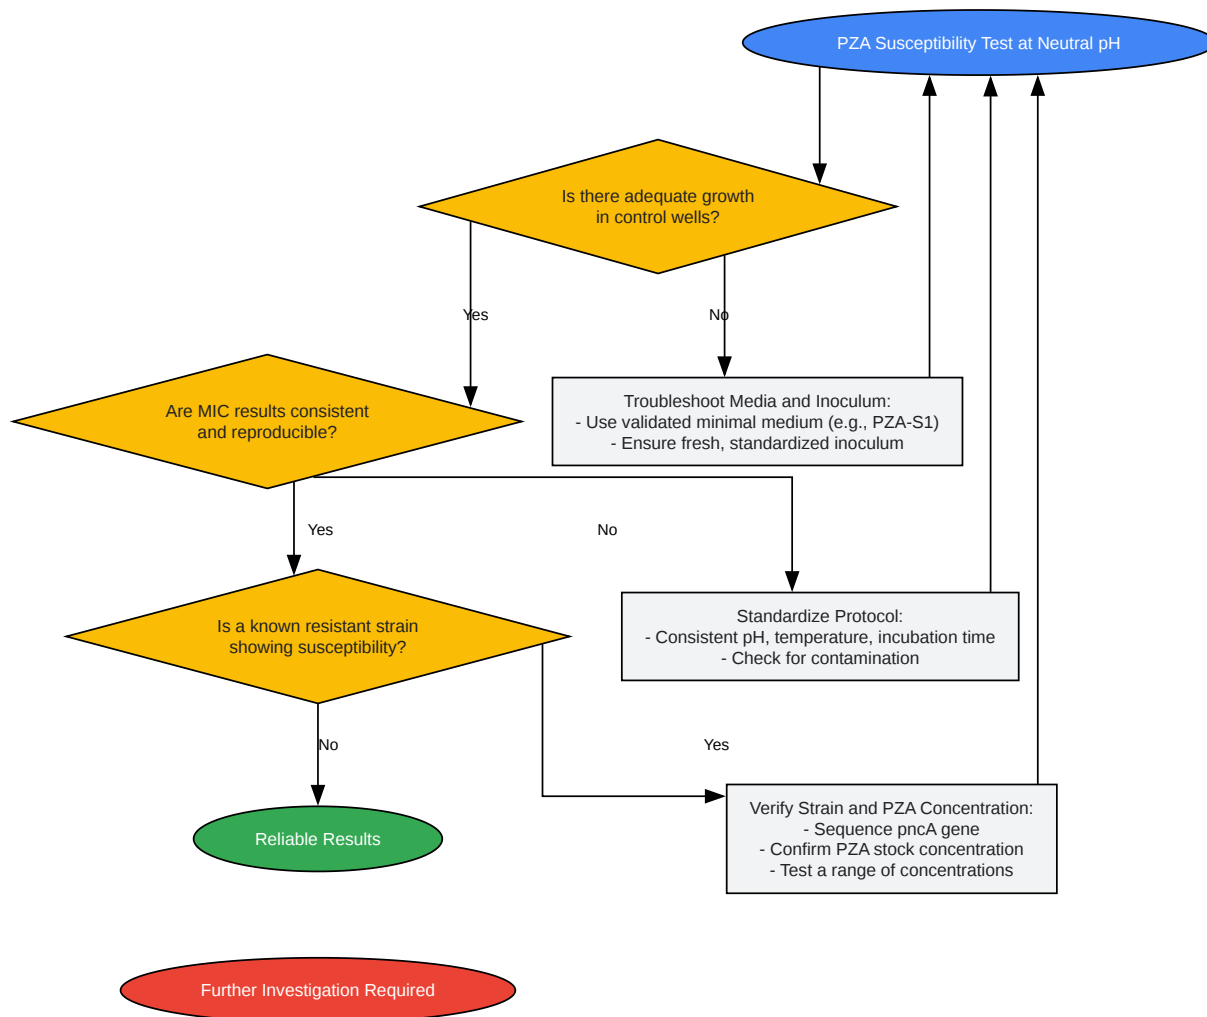 PZA Susceptibility Test at Neutral pH
Is there adequate growth
in control wells?
Yes
No
Are MIC results consistent
and reproducible?
Troubleshoot Media and Inoculum:
- Use validated minimal medium (e.g., PZA-S1)
- Ensure fresh, standardized inoculum
Yes
No
Is a known resistant strain
showing susceptibility?
Standardize Protocol:
- Consistent pH, temperature, incubation time
- Check for contamination
No
Yes
Reliable Results
Verify Strain and PZA Concentration:
- Sequence pncA gene
- Confirm PZA stock concentration
- Test a range of concentrations
Further Investigation Required